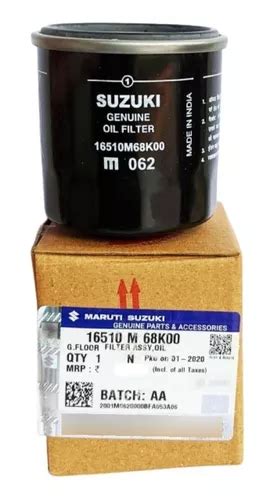 1
SUZUKI
GENUINE
OIL FILTER
16510M68K00
m 062
MADE IN INDIA
MARUTI SUZUKI
GENUINE PARTS & ACCESSORIES
16510 M 68K00
G.FLOOR FILTER ASSY,OIL
QTY 1 N Pkd on 01-2020
MRP : ₹ (Incl. of all Taxes)
BATCH: AA